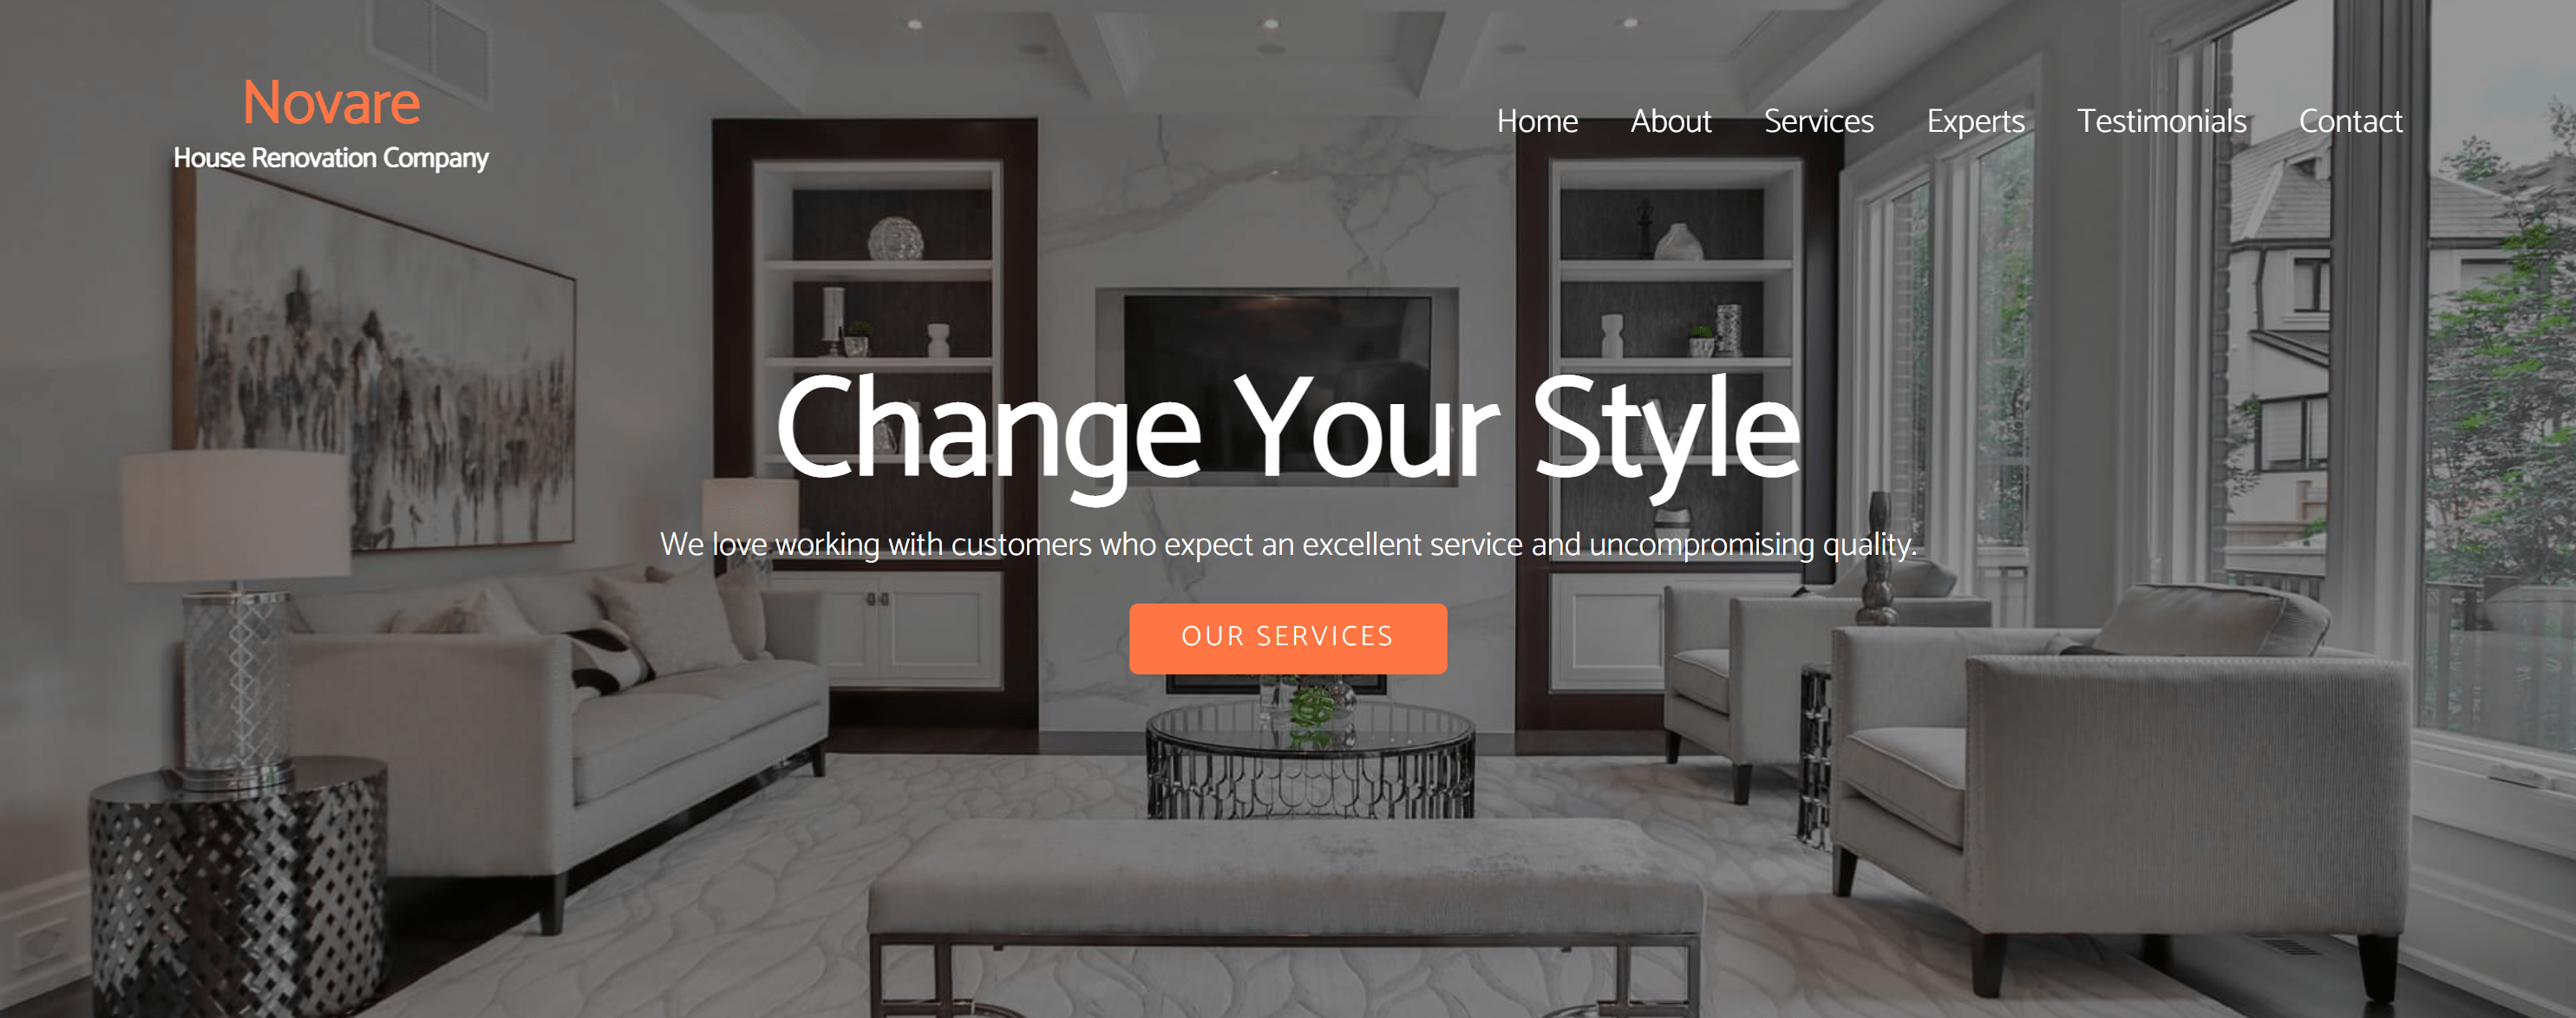 Novare
House Renovation Company
Home About Services Experts Testimonials Contact
Change Your Style
We love working with customers who expect an excellent service and uncompromising quality.
OUR SERVICES